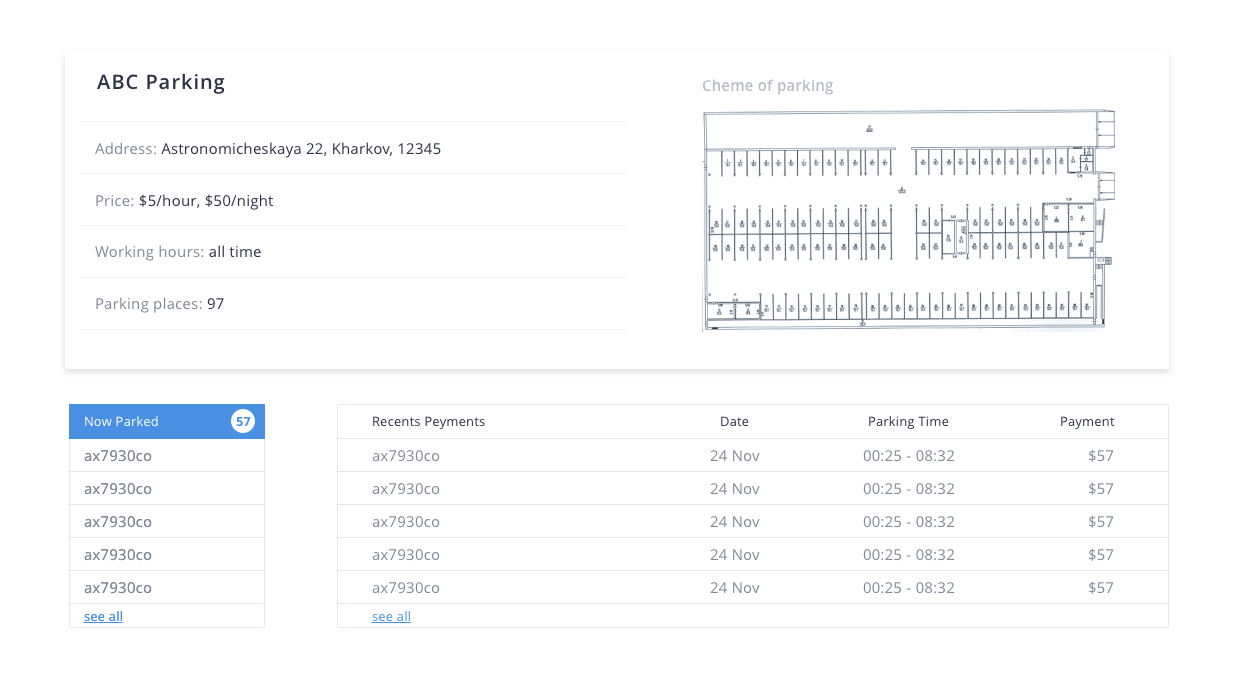 ABC Parking
Cheme of parking
Address: Astronomicheskaya 22, Kharkov, 12345
Price: $5/hour, $50/night
Working hours: all time
Parking places: 97
Now Parked 57
ax7930co
ax7930co
ax7930co
ax7930co
ax7930co
see all
Recents Peyments Date Parking Time Payment
ax7930co 24 Nov 00:25 - 08:32 $57
ax7930co 24 Nov 00:25 - 08:32 $57
ax7930co 24 Nov 00:25 - 08:32 $57
ax7930co 24 Nov 00:25 - 08:32 $57
ax7930co 24 Nov 00:25 - 08:32 $57
see all